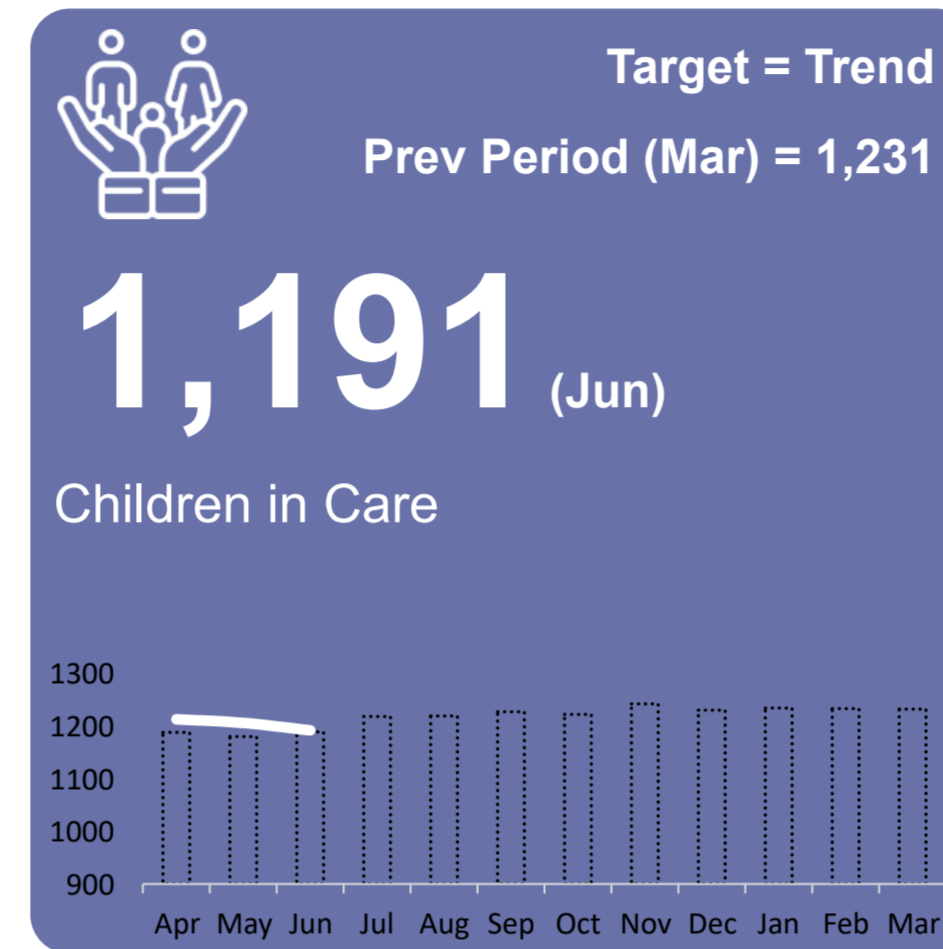 Target = Trend
Prev Period (Mar) = 1,231
1,191 (Jun)
Children in Care
1300
1200
1100
1000
900
Apr May Jun Jul Aug Sep Oct Nov Dec Jan Feb Mar